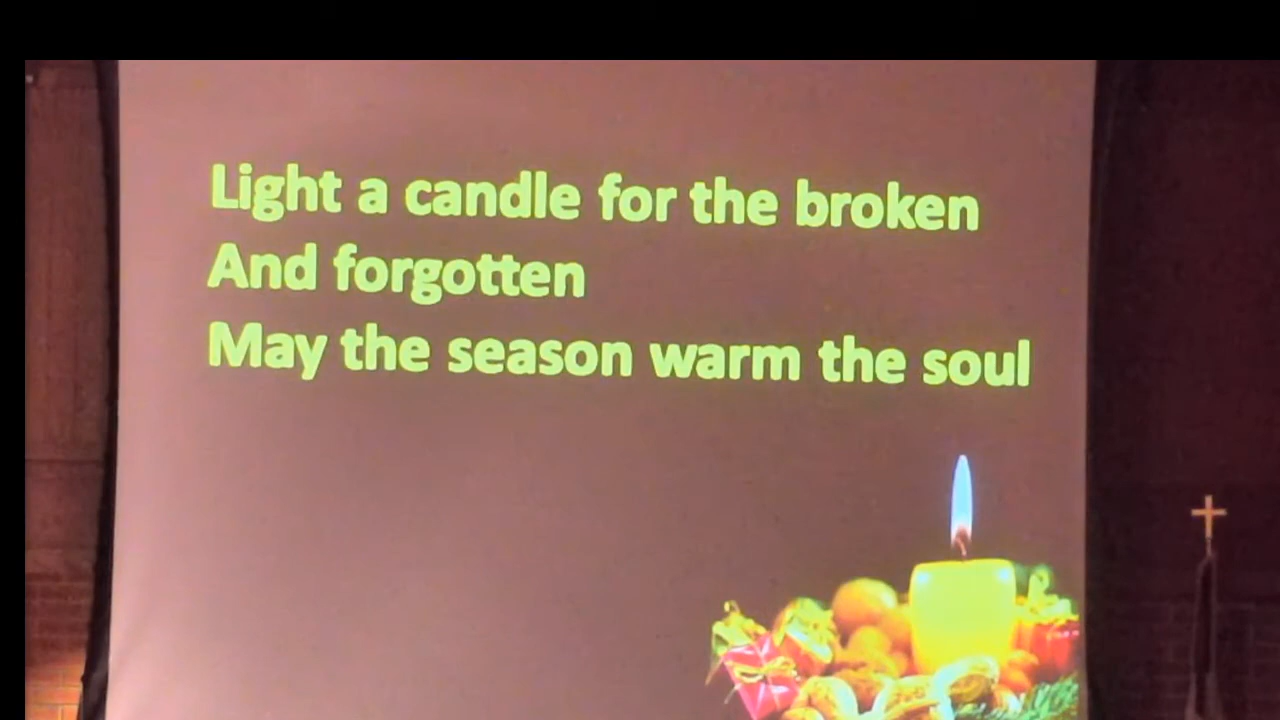 Light a candle for the broken
And forgotten
May the season warm the soul